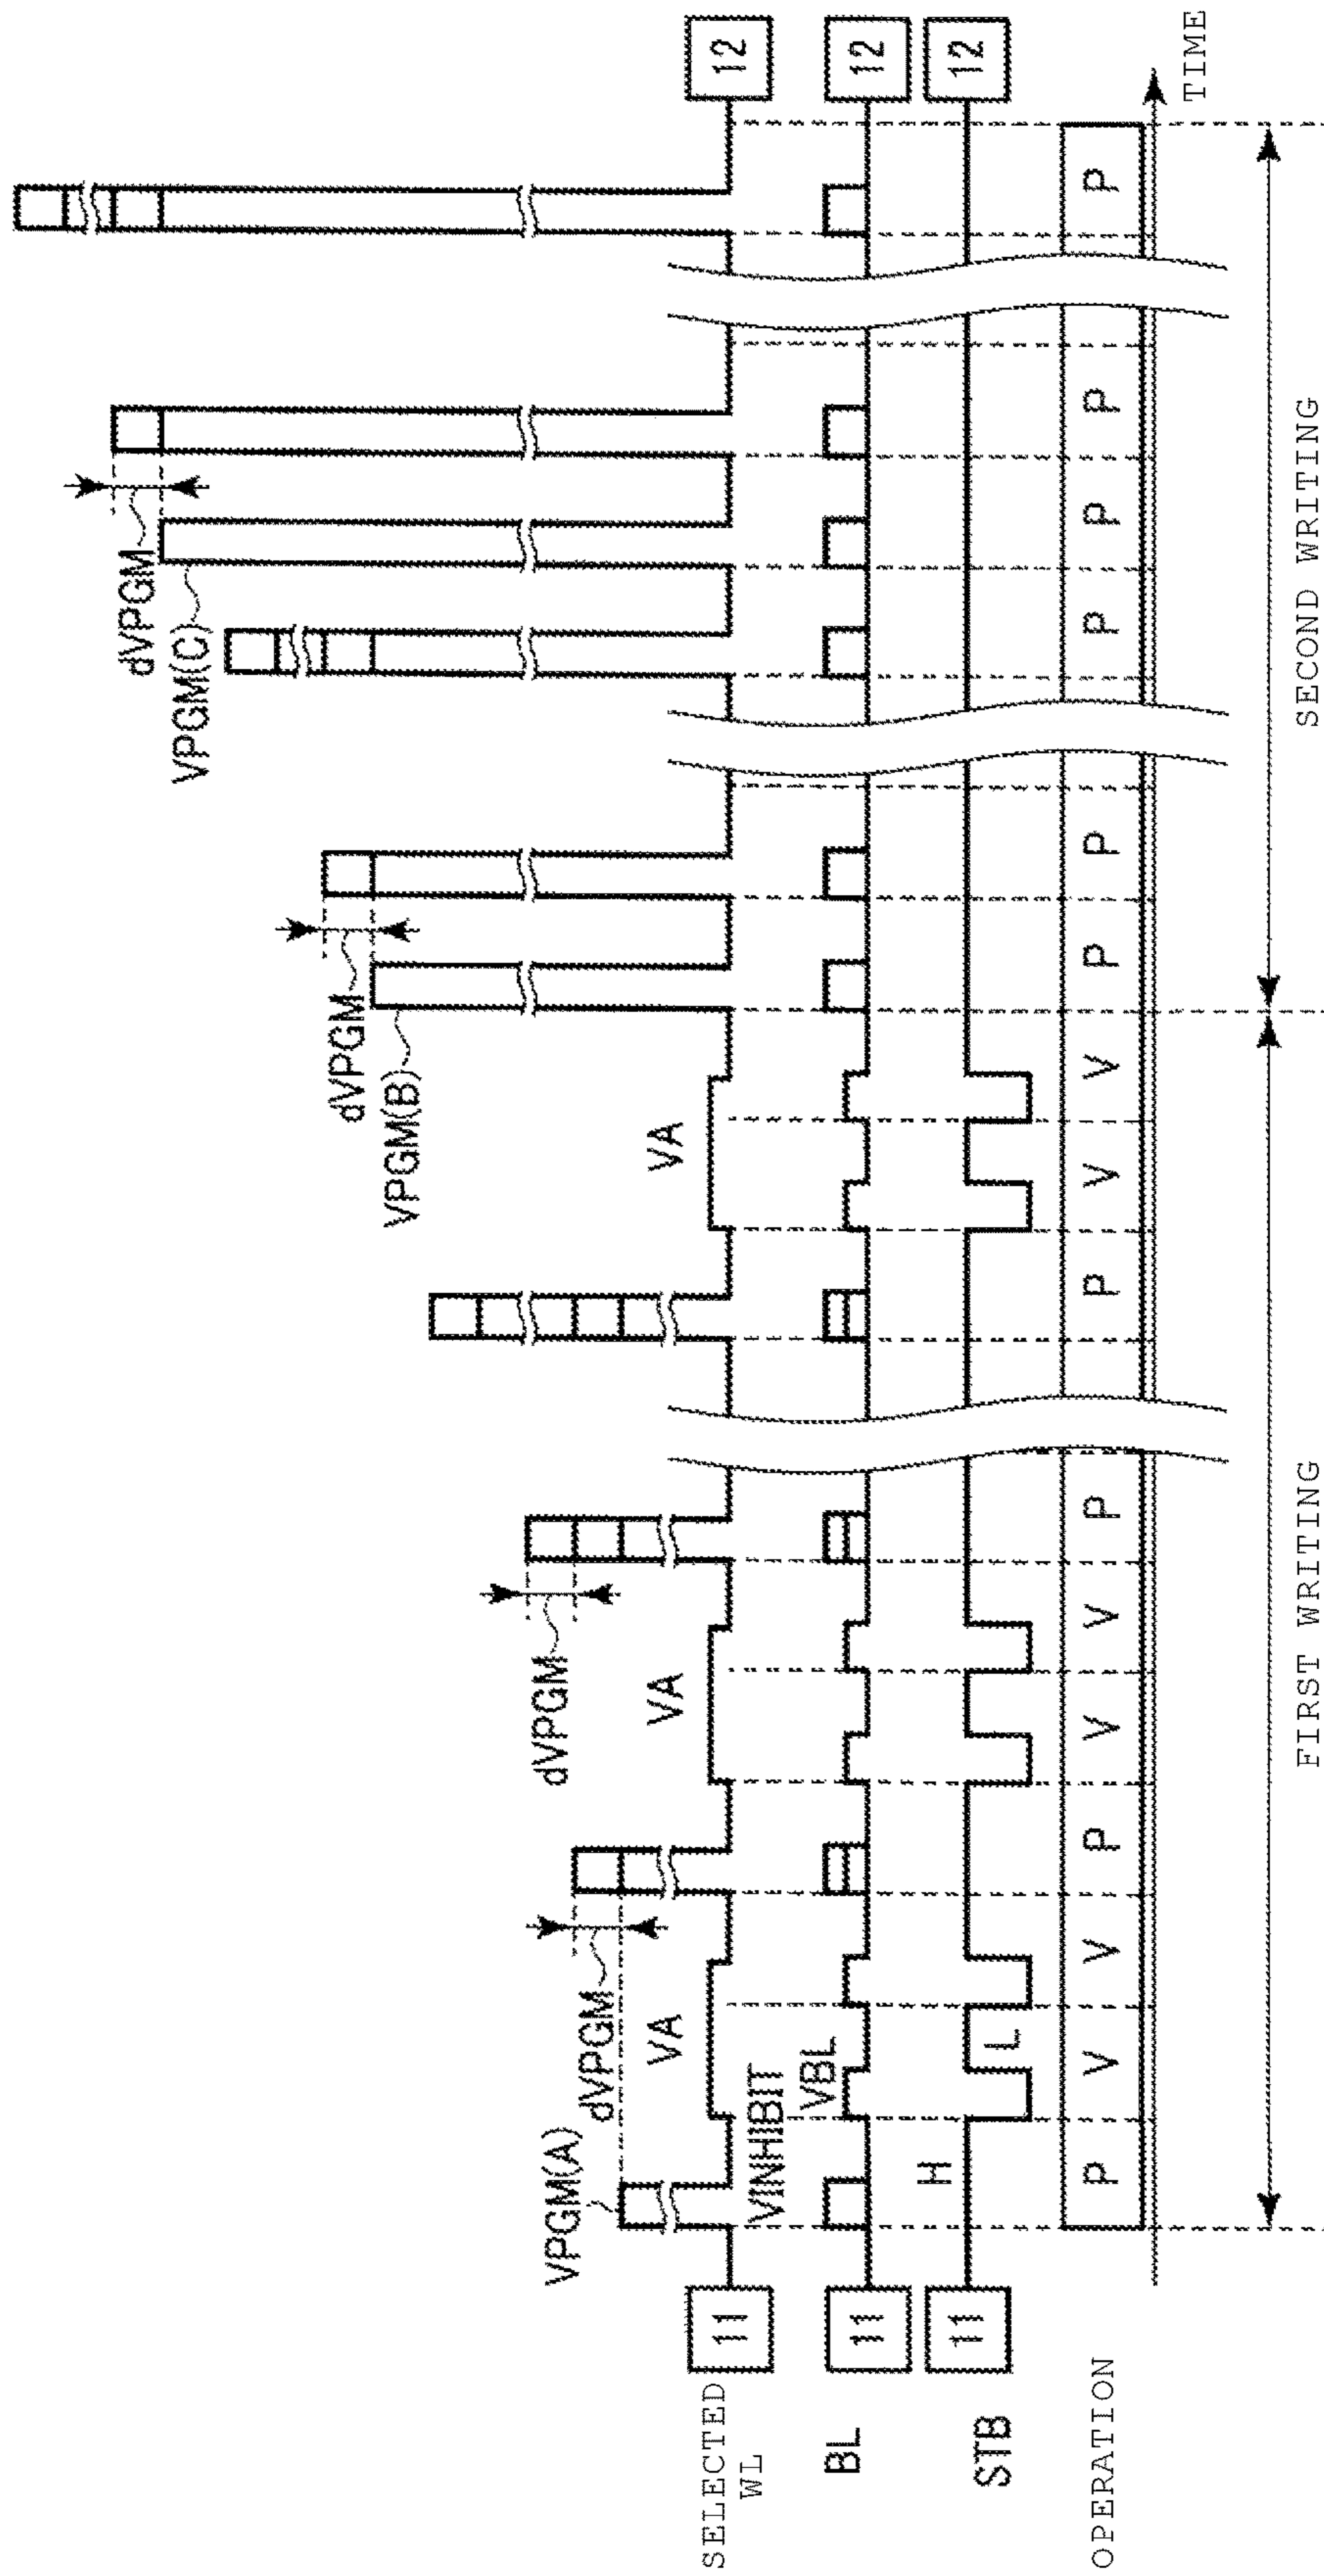 dVPGM
VPGM(C)
dVPGM
VPGM(B)
VPGM(A) dVPGM
dVPGM
VA VA VA
SELECTED
WL 11 12
VINHIBIT
VBL
BL 11 12
H
STB 11 12
L
OPERATION P V V P V V P P V V P P P P P P
TIME
FIRST WRITING SECOND WRITING